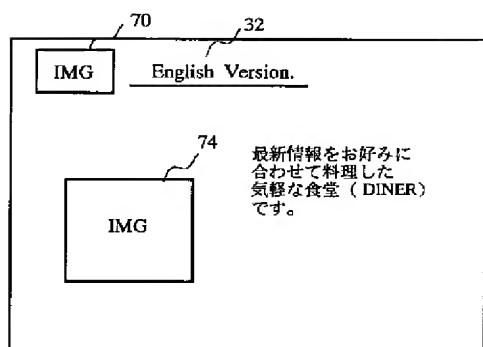 70
32
IMG
English Version.
74
IMG
最新情報をお好みに
合わせて料理した
気軽な食堂 ( DINER )
です。